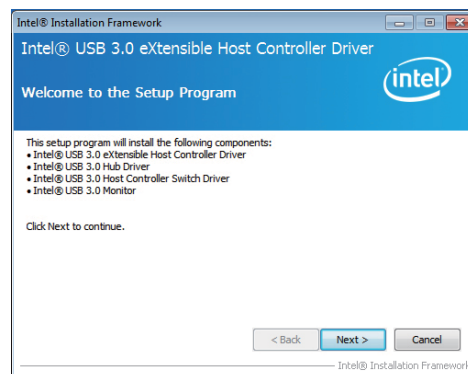 Intel® Installation Framework
Intel® USB 3.0 eXtensible Host Controller Driver
intel
Welcome to the Setup Program
This setup program will install the following components:
• Intel® USB 3.0 eXtensible Host Controller Driver
• Intel® USB 3.0 Hub Driver
• Intel® USB 3.0 Host Controller Switch Driver
• Intel® USB 3.0 Monitor
Click Next to continue.
< Back Next > Cancel
Intel® Installation Framework